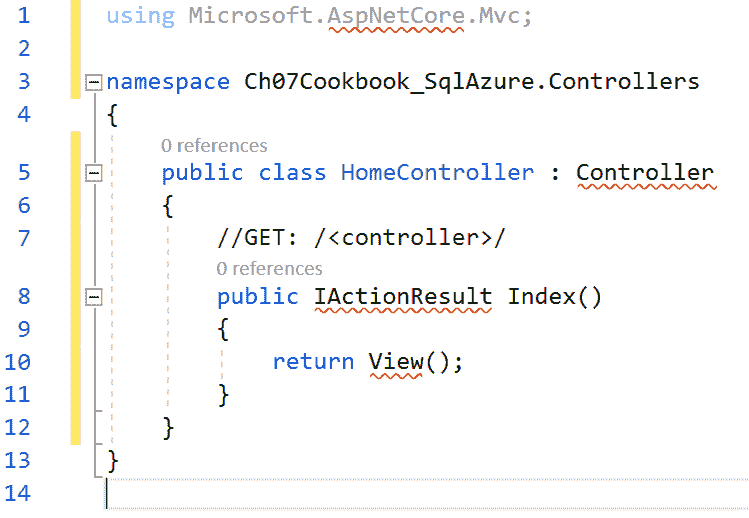 1 using Microsoft.AspNetCore.Mvc;
2
3 namespace Ch07Cookbook_SqlAzure.Controllers
4 {
0 references
5 public class HomeController : Controller
6 {
7 //GET: /<controller>/
0 references
8 public IActionResult Index()
9 {
10 return View();
11 }
12 }
13 }
14